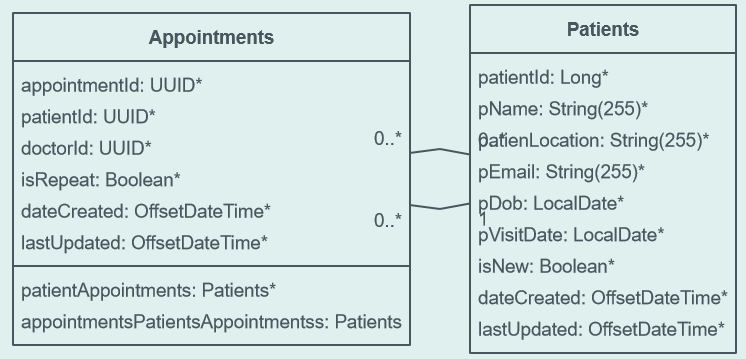 Appointments
appointmentId: UUID*
patientId: UUID*
doctorId: UUID*
isRepeat: Boolean*
dateCreated: OffsetDateTime*
lastUpdated: OffsetDateTime*
patientAppointments: Patients*
appointmentsPatientsAppointmentss: Patients
0..*
0..*
0..*
1
Patients
patientId: Long*
pName: String(255)*
patienLocation: String(255)*
pEmail: String(255)*
pDob: LocalDate*
pVisitDate: LocalDate*
isNew: Boolean*
dateCreated: OffsetDateTime*
lastUpdated: OffsetDateTime*